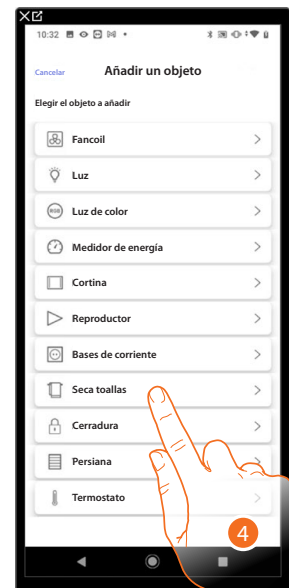 10:32
Cancelar
Añadir un objeto
Elegir el objeto a añadir
Fancoil
Luz
RGB
Luz de color
Medidor de energía
Cortina
Reproductor
Bases de corriente
Seca toallas
Cerradura
Persiana
Termostato
4